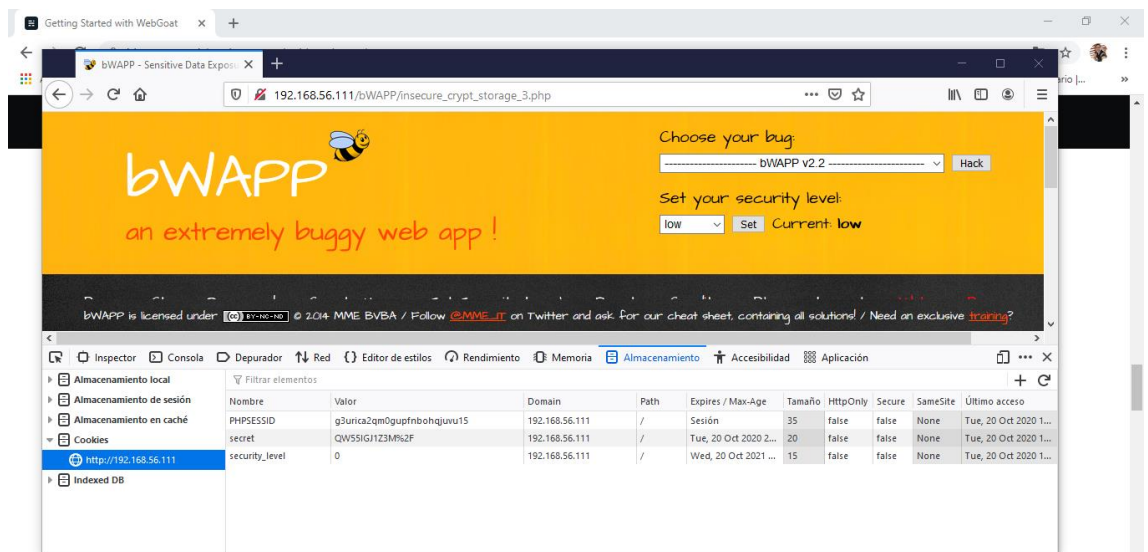 Getting Started with WebGoat
bWAPP - Sensitive Data Expos
192.168.56.111/bWAPP/insecure_crypt_storage_3.php
ario |...
bWAPP
an extremely buggy web app !
Choose your bug:
---------------------- bWAPP v2.2 ----------------------
Hack
Set your security level:
low
Set
Current: low
bWAPP is licensed under (cc) BY-NC-ND © 2014 MME BVBA / Follow @MME_IT on Twitter and ask for our cheat sheet, containing all solutions! / Need an exclusive training?
Inspector Consola Depurador Red Editor de estilos Rendimiento Memoria Almacenamiento Accesibilidad Aplicación
Almacenamiento local
Almacenamiento de sesión
Almacenamiento en caché
Cookies
http://192.168.56.111
Indexed DB
Filtrar elementos
Nombre Valor Domain Path Expires / Max-Age Tamaño HttpOnly Secure SameSite Último acceso
PHPSESSID g3urica2qm0gupfnbohqjuvu15 192.168.56.111 / Sesión 35 false false None Tue, 20 Oct 2020 1...
secret QW55IGJ1Z3M%2F 192.168.56.111 / Tue, 20 Oct 2020 2... 20 false false None Tue, 20 Oct 2020 1...
security_level 0 192.168.56.111 / Wed, 20 Oct 2021 ... 15 false false None Tue, 20 Oct 2020 1...